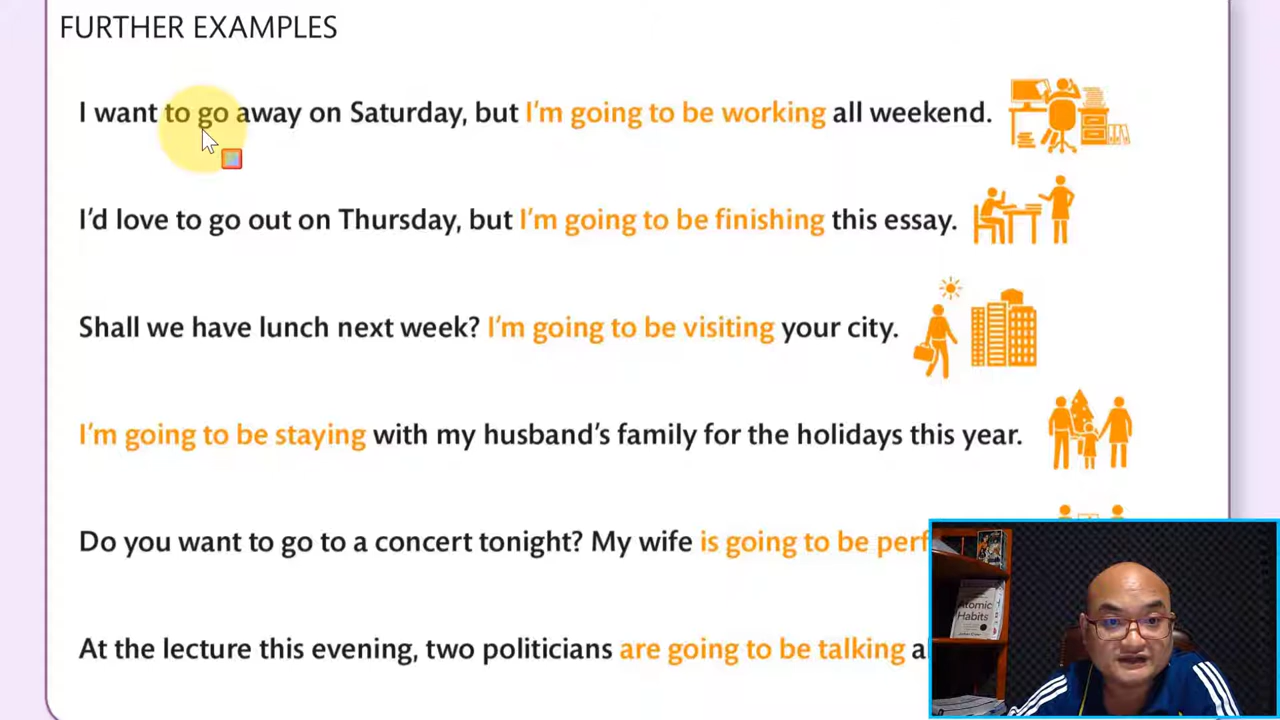 FURTHER EXAMPLES
I want to go away on Saturday, but I'm going to be working all weekend.
I'd love to go out on Thursday, but I'm going to be finishing this essay.
Shall we have lunch next week? I'm going to be visiting your city.
I'm going to be staying with my husband's family for the holidays this year.
Do you want to go to a concert tonight? My wife is going to be
At the lecture this evening, two politicians are going to be talking
Atomic
Habits